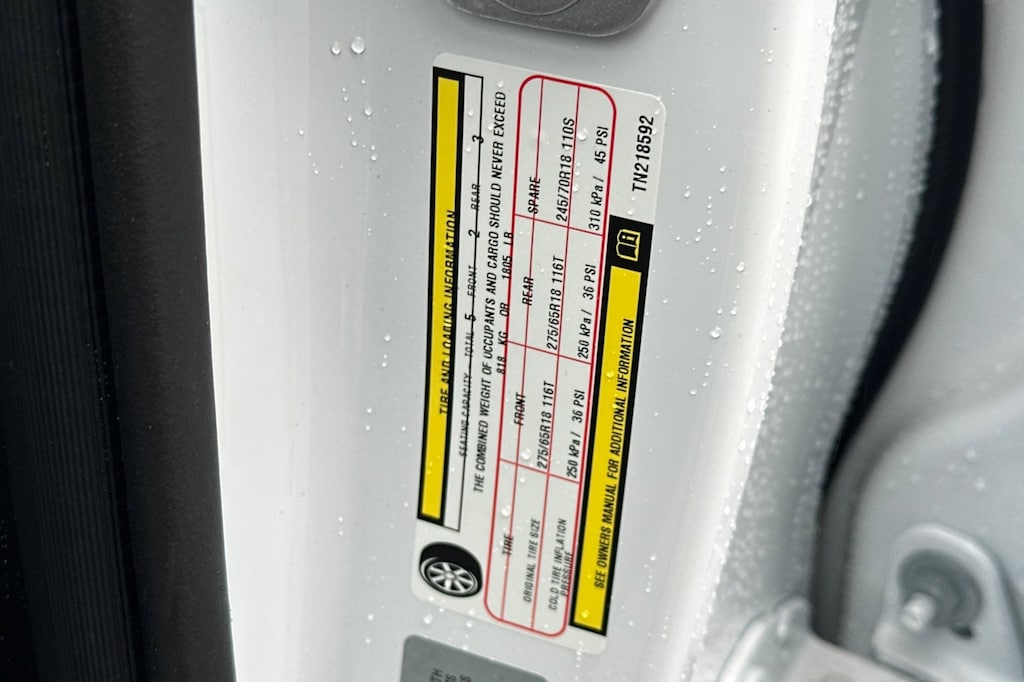 TIRE AND LOADING INFORMATION
SEATING CAPACITY - TOTAL 5 FRONT 2 REAR 3
THE COMBINED WEIGHT OF OCCUPANTS AND CARGO SHOULD NEVER EXCEED
818 KG OR 1805 LB
TIRE FRONT REAR SPARE
ORIGINAL TIRE SIZE 275/65R18 116T 275/65R18 116T 245/70R18 110S
COLD TIRE INFLATION PRESSURE 250 kPa / 36 PSI 250 kPa / 36 PSI 310 kPa / 45 PSI
SEE OWNERS MANUAL FOR ADDITIONAL INFORMATION
TN218592